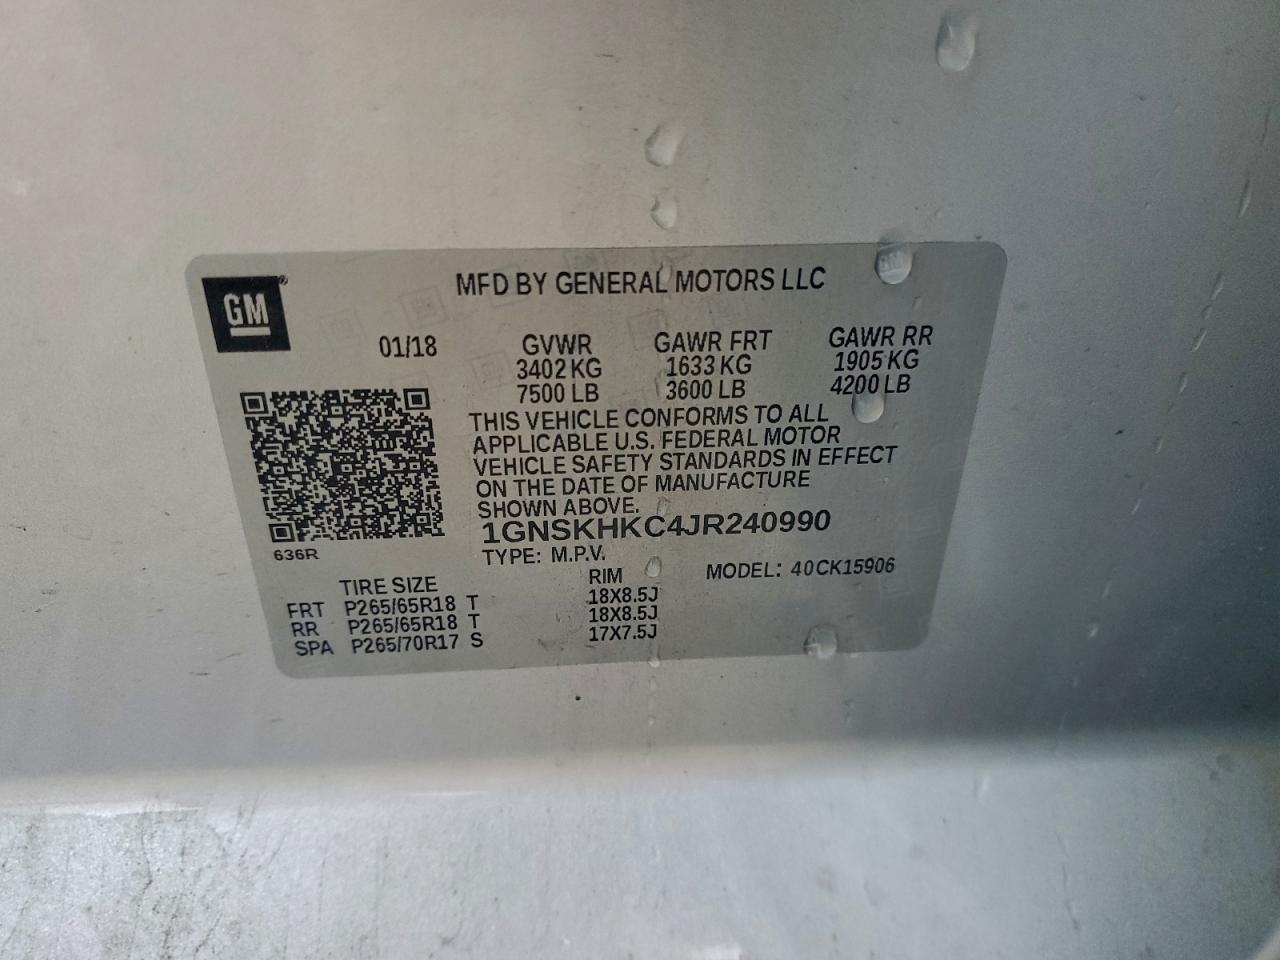 GM®
MFD BY GENERAL MOTORS LLC
01/18 GVWR GAWR FRT GAWR RR
3402 KG 1633 KG 1905 KG
7500 LB 3600 LB 4200 LB
THIS VEHICLE CONFORMS TO ALL
APPLICABLE U.S. FEDERAL MOTOR
VEHICLE SAFETY STANDARDS IN EFFECT
ON THE DATE OF MANUFACTURE
SHOWN ABOVE.
1GNSKHKC4JR240990
636R
TYPE: M.P.V. MODEL: 40CK15906
TIRE SIZE RIM
FRT P265/65R18 T 18X8.5J
RR P265/65R18 T 18X8.5J
SPA P265/70R17 S 17X7.5J